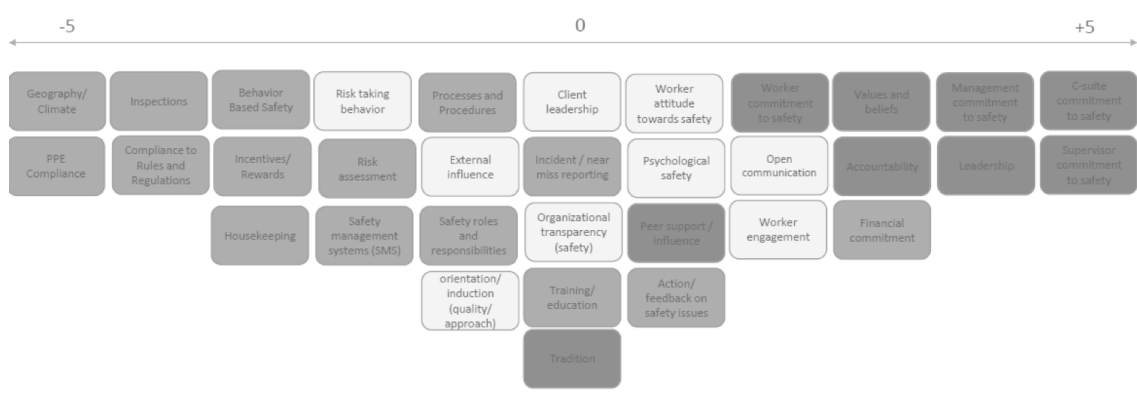 -5 0 +5
Geography/
Climate
Inspections
Behavior
Based Safety
Risk taking
behavior
Processes and
Procedures
Client
leadership
Worker
attitude
towards safety
Worker
commitment
to safety
Values and
beliefs
Management
commitment
to safety
C-suite
commitment
to safety
PPE
Compliance
Compliance to
Rules and
Regulations
Incentives/
Rewards
Risk
assessment
External
influence
Incident / near
miss reporting
Psychological
safety
Open
communication
Accountability
Leadership
Supervisor
commitment
to safety
Housekeeping
Safety
management
systems (SMS)
Safety roles
and
responsibilities
Organizational
transparency
(safety)
Peer support /
influence
Worker
engagement
Financial
commitment
orientation/
induction
(quality/
approach)
Training/
education
Action/
feedback on
safety issues
Tradition